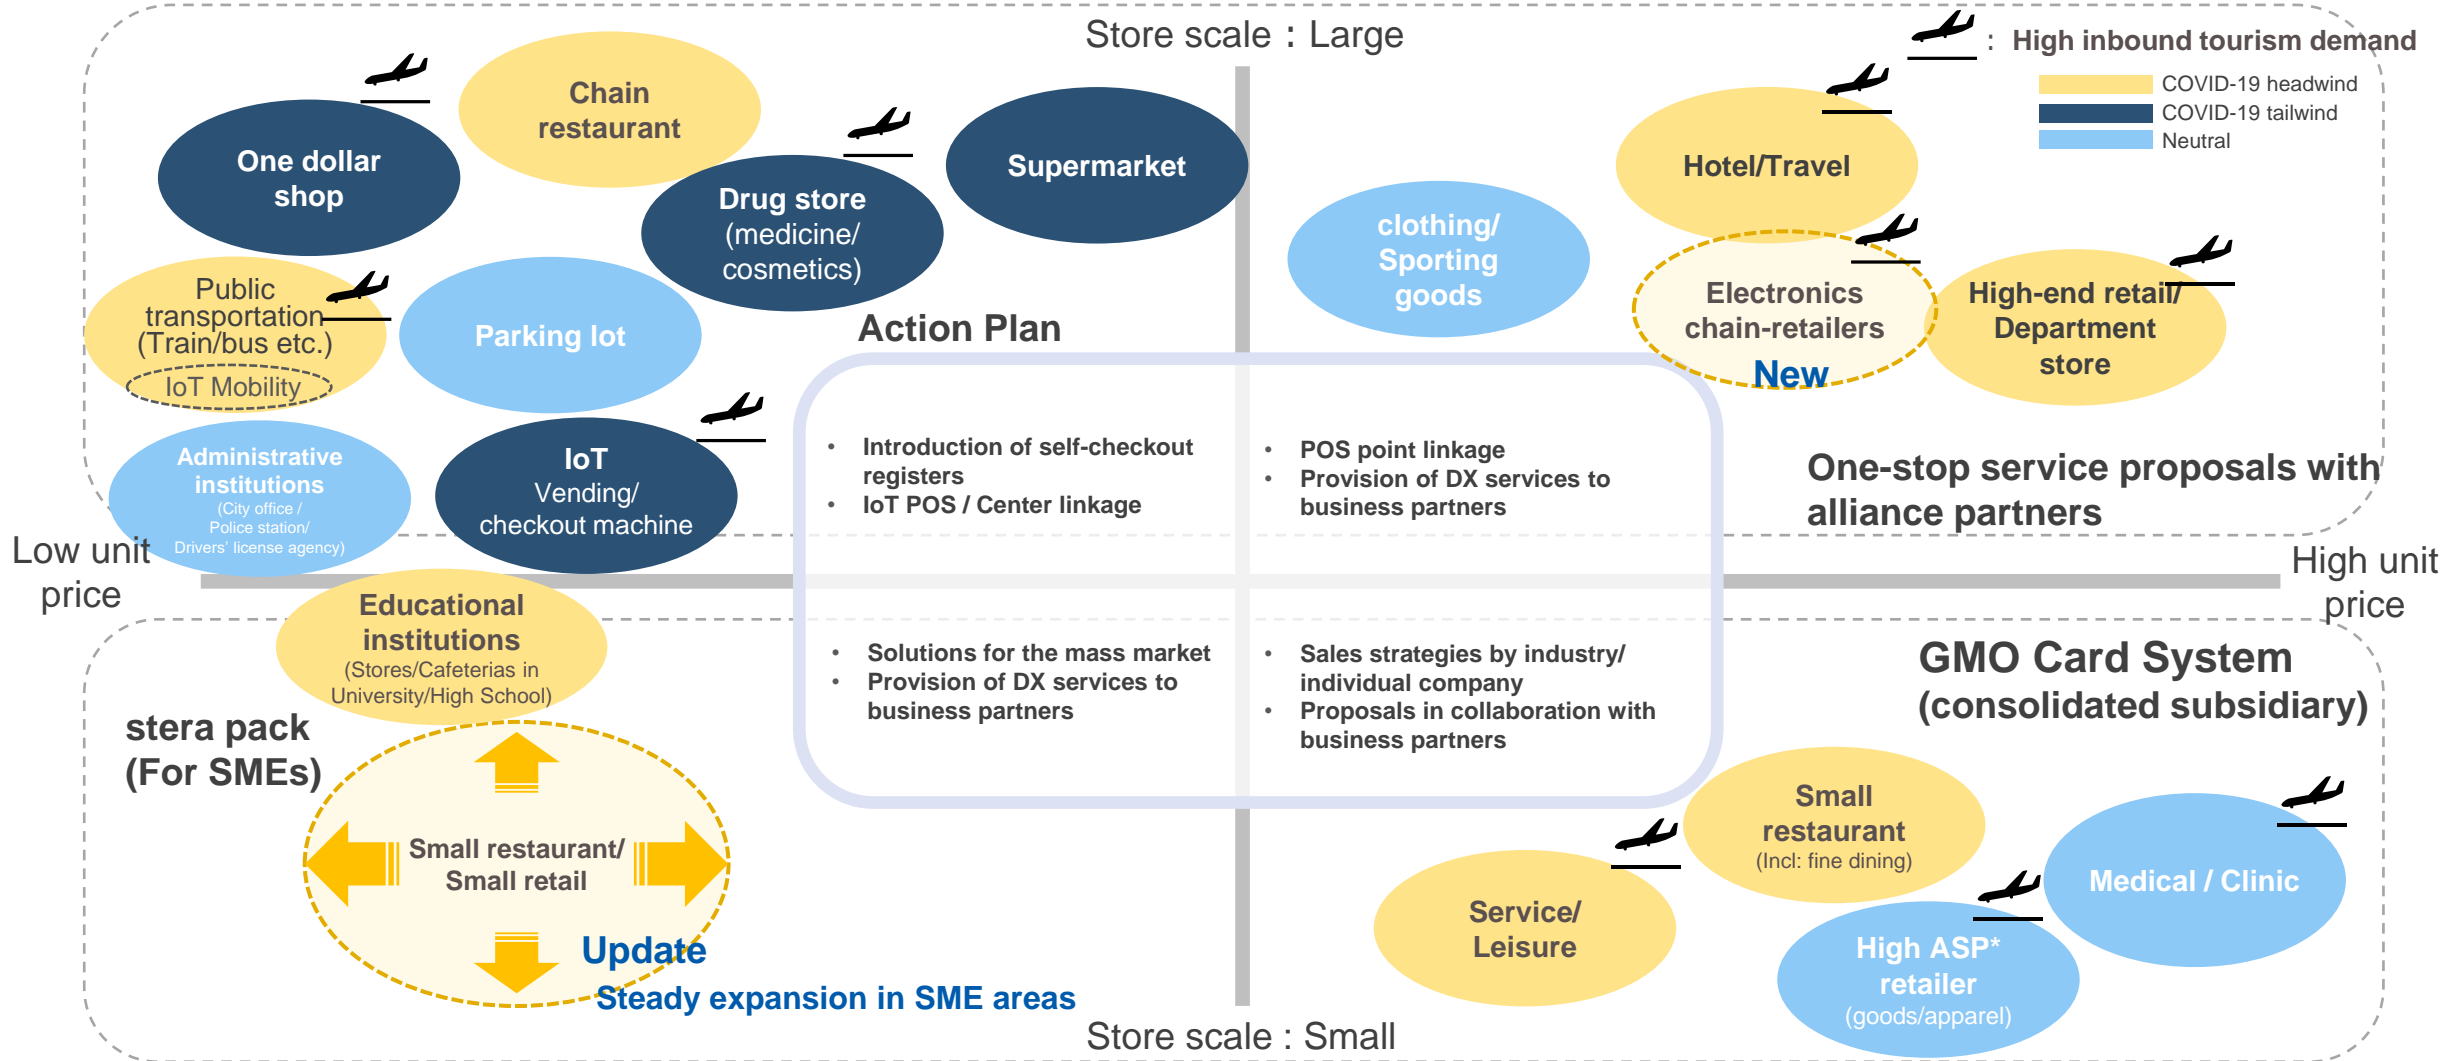 Store scale : Large
: High inbound tourism demand
COVID-19 headwind
COVID-19 tailwind
Neutral
Chain
restaurant
One dollar
shop
Drug store
(medicine/
cosmetics)
Supermarket
Public
transportation
(Train/bus etc.)
IoT Mobility
Parking lot
Administrative
institutions
(City office /
Police station/
Drivers' license agency)
IoT
Vending/
checkout machine
clothing/
Sporting
goods
Hotel/Travel
Electronics
chain-retailers
New
High-end retail/
Department
store
Action Plan
• Introduction of self-checkout
registers
• IoT POS / Center linkage
• POS point linkage
• Provision of DX services to
business partners
One-stop service proposals with
alliance partners
Low unit
price
High unit
price
Educational
institutions
(Stores/Cafeterias in
University/High School)
stera pack
(For SMEs)
Small restaurant/
Small retail
Update
Steady expansion in SME areas
• Solutions for the mass market
• Provision of DX services to
business partners
• Sales strategies by industry/
individual company
• Proposals in collaboration with
business partners
GMO Card System
(consolidated subsidiary)
Small
restaurant
(Incl: fine dining)
Medical / Clinic
Service/
Leisure
High ASP*
retailer
(goods/apparel)
Store scale : Small